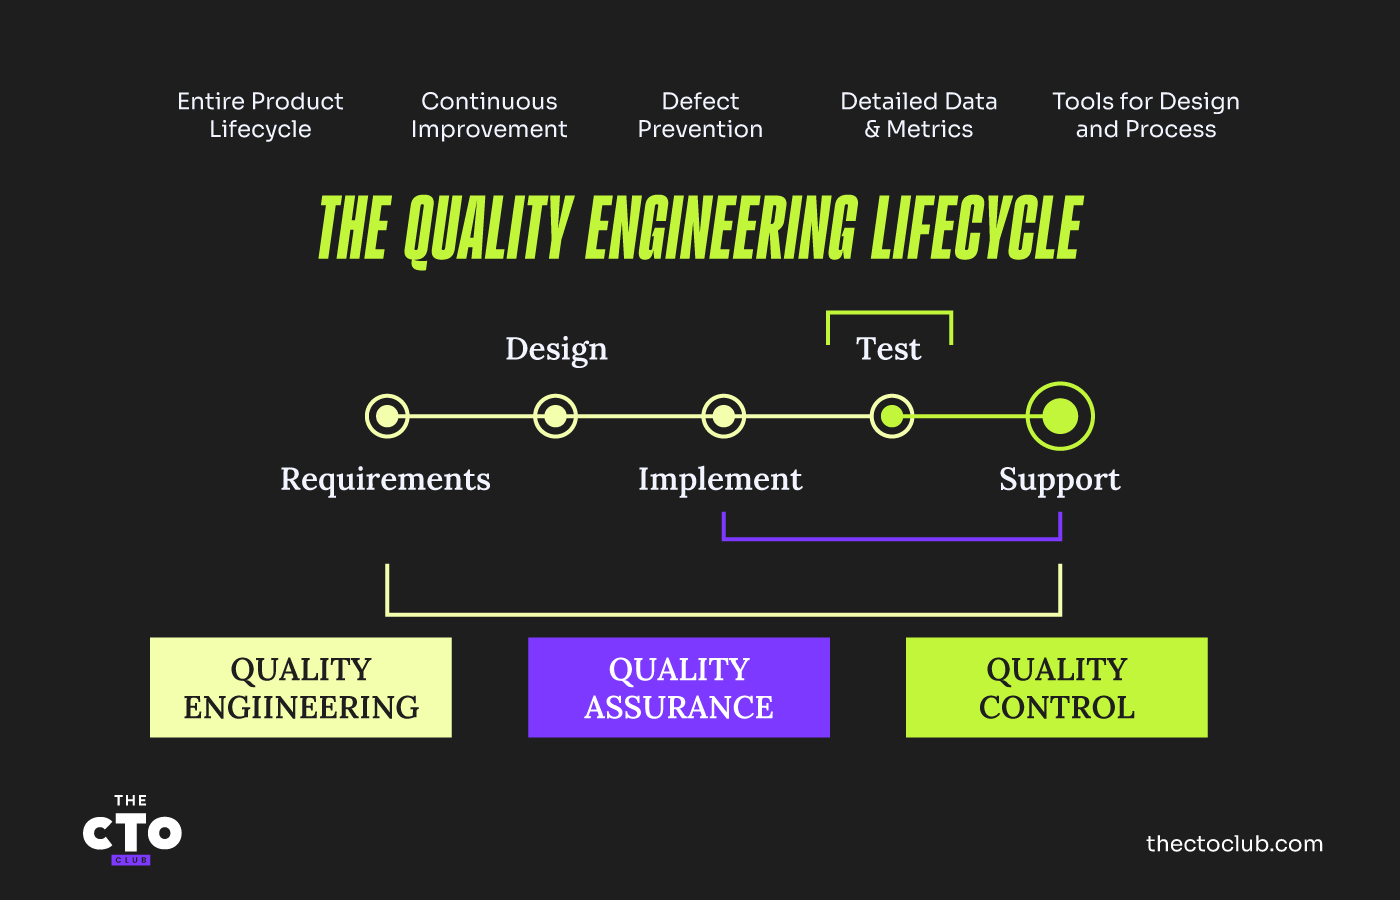 Entire Product
Lifecycle
Continuous
Improvement
Defect
Prevention
Detailed Data
& Metrics
Tools for Design
and Process
THE QUALITY ENGINEERING LIFECYCLE
Design
Test
Requirements
Implement
Support
QUALITY
ENGIINEERING
QUALITY
ASSURANCE
QUALITY
CONTROL
THE
CTO
CLUB
thectoclub.com